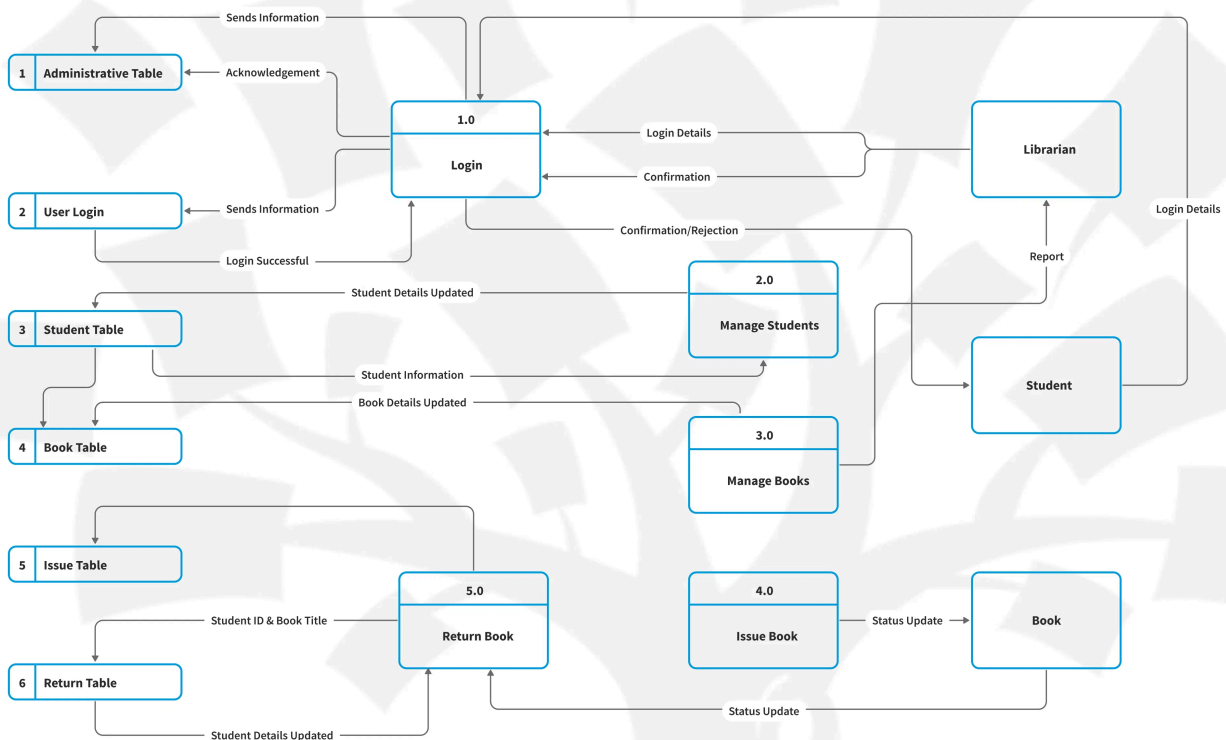 Sends Information
1 Administrative Table
Acknowledgement
1.0
Login
Login Details
Confirmation
Librarian
2 User Login
Sends Information
Login Details
Confirmation/Rejection
Login Successful
Report
2.0
Manage Students
Student Details Updated
3 Student Table
Student Information
Student
Book Details Updated
4 Book Table
3.0
Manage Books
5 Issue Table
5.0
Return Book
4.0
Issue Book
Status Update
Book
Student ID & Book Title
6 Return Table
Status Update
Student Details Updated